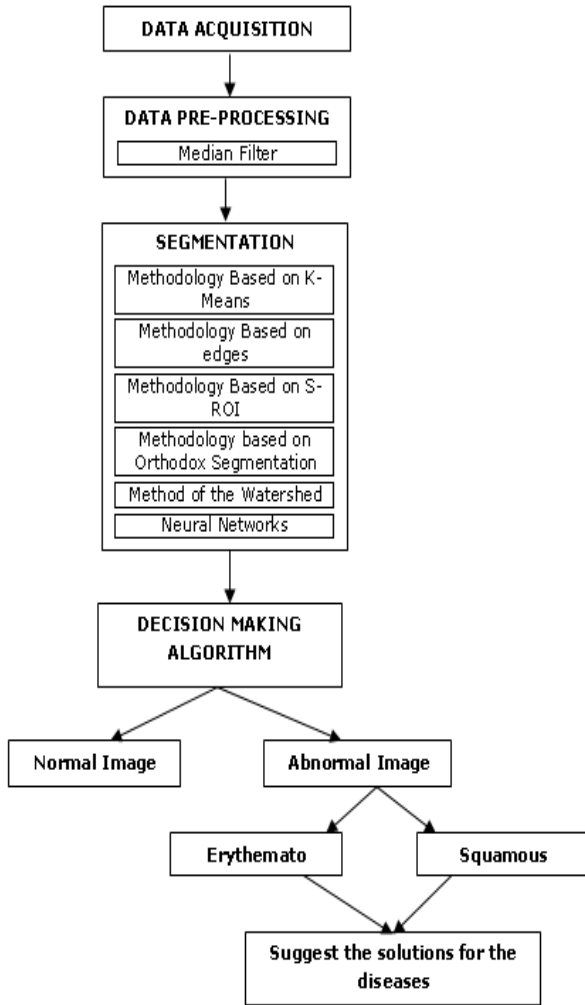 DATA ACQUISITION
DATA PRE-PROCESSING
Median Filter
SEGMENTATION
Methodology Based on K-
Means
Methodology Based on
edges
Methodology Based on S-
ROI
Methodology based on
Orthodox Segmentation
Method of the Watershed
Neural Networks
DECISION MAKING
ALGORITHM
Normal Image
Abnormal Image
Erythemato
Squamous
Suggest the solutions for the
diseases